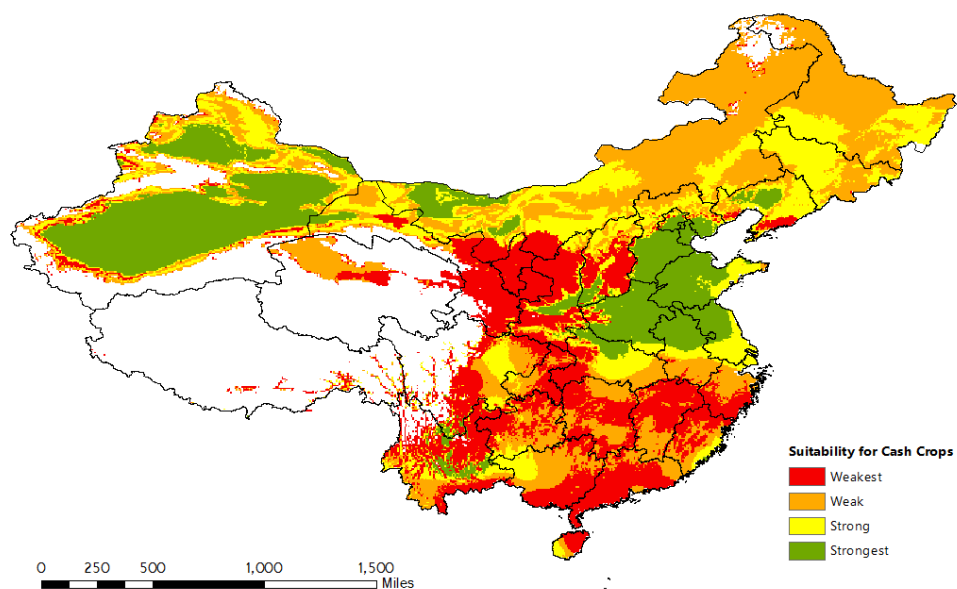 Suitability for Cash Crops
Weakest
Weak
Strong
Strongest
0 250 500 1,000 1,500
Miles